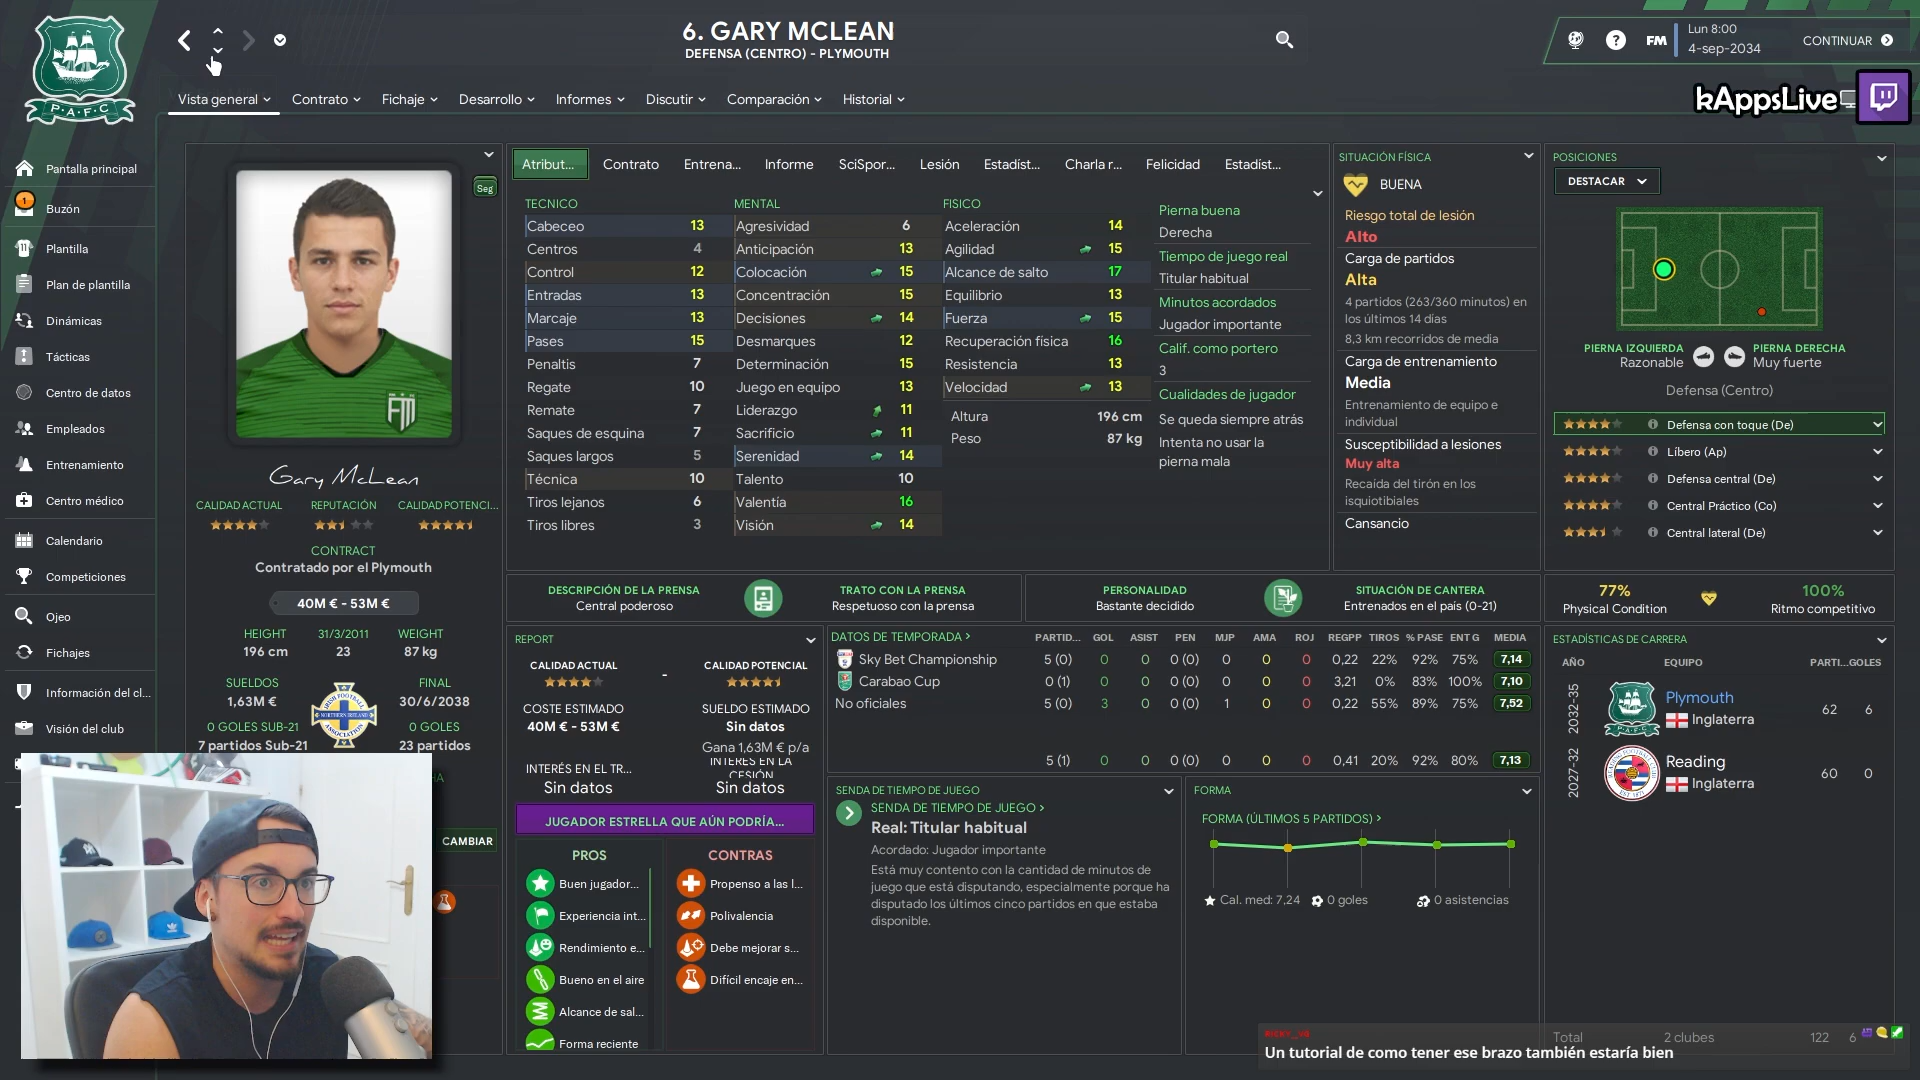 6. GARY MCLEAN
DEFENSA (CENTRO) - PLYMOUTH
FM
Lun 8:00
4-sep-2034
CONTINUAR
P·A·F·C
Vista general
Contrato
Fichaje
Desarrollo
Informes
Discutir
Comparación
Historial
kAppsLive
Pantalla principal
1
Buzón
Plantilla
Plan de plantilla
Dinámicas
Tácticas
Centro de datos
Empleados
Entrenamiento
Centro médico
Calendario
Competiciones
Ojeo
Fichajes
Información del cl...
Visión del club
Seg
FM
Gary McLean
CALIDAD ACTUAL
REPUTACIÓN
CALIDAD POTENCI...
CONTRACT
Contratado por el Plymouth
40M € - 53M €
HEIGHT 31/3/2011 WEIGHT
196 cm 23 87 kg
SUELDOS FINAL
1,63M € 30/6/2038
0 GOLES SUB-21 0 GOLES
7 partidos Sub-21 23 partidos
CAMBIAR
Atribut...
Contrato
Entrena...
Informe
SciSpor...
Lesión
Estadíst...
Charla r...
Felicidad
Estadíst...
TECNICO
Cabeceo 13
Centros 4
Control 12
Entradas 13
Marcaje 13
Pases 15
Penaltis 7
Regate 10
Remate 7
Saques de esquina 7
Saques largos 5
Técnica 10
Tiros lejanos 6
Tiros libres 3
MENTAL
Agresividad 6
Anticipación 13
Colocación 15
Concentración 15
Decisiones 14
Desmarques 12
Determinación 15
Juego en equipo 13
Liderazgo 11
Sacrificio 11
Serenidad 14
Talento 10
Valentía 16
Visión 14
FISICO
Aceleración 14
Agilidad 15
Alcance de salto 17
Equilibrio 13
Fuerza 15
Recuperación física 16
Resistencia 13
Velocidad 13
Altura 196 cm
Peso 87 kg
Pierna buena
Derecha
Tiempo de juego real
Titular habitual
Minutos acordados
Jugador importante
Calif. como portero
3
Cualidades de jugador
Se queda siempre atrás
Intenta no usar la
pierna mala
SITUACIÓN FÍSICA
BUENA
Riesgo total de lesión
Alto
Carga de partidos
Alta
4 partidos (263/360 minutos) en
los últimos 14 días
8,3 km recorridos de media
Carga de entrenamiento
Media
Entrenamiento de equipo e
individual
Susceptibilidad a lesiones
Muy alta
Recaída del tirón en los
isquiotibiales
Cansancio
POSICIONES
DESTACAR
PIERNA IZQUIERDA PIERNA DERECHA
Razonable Muy fuerte
Defensa (Centro)
Defensa con toque (De)
Líbero (Ap)
Defensa central (De)
Central Práctico (Co)
Central lateral (De)
DESCRIPCIÓN DE LA PRENSA
Central poderoso
TRATO CON LA PRENSA
Respetuoso con la prensa
PERSONALIDAD
Bastante decidido
SITUACIÓN DE CANTERA
Entrenados en el país (0-21)
77%
Physical Condition
100%
Ritmo competitivo
REPORT
CALIDAD ACTUAL
CALIDAD POTENCIAL
-
COSTE ESTIMADO
40M € - 53M €
SUELDO ESTIMADO
Sin datos
Gana 1,63M € p/a
INTERÉS EN EL TR...
Sin datos
INTERÉS EN LA
CESIÓN
Sin datos
JUGADOR ESTRELLA QUE AÚN PODRÍA...
PROS
Buen jugador...
Experiencia int...
Rendimiento e...
Bueno en el aire
Alcance de sal...
Forma reciente
CONTRAS
Propenso a las l...
Polivalencia
Debe mejorar s...
Difícil encaje en...
DATOS DE TEMPORADA > PARTID... GOL ASIST PEN MJP AMA ROJ REGPP TIROS % PASE ENT G MEDIA
Sky Bet Championship 5 (0) 0 0 0 (0) 0 0 0 0,22 22% 92% 75% 7,14
Carabao Cup 0 (1) 0 0 0 (0) 0 0 0 3,21 0% 83% 100% 7,10
No oficiales 5 (0) 3 0 0 (0) 1 0 0 0,22 55% 89% 75% 7,52
5 (1) 0 0 0 (0) 0 0 0 0,41 20% 92% 80% 7,13
SENDA DE TIEMPO DE JUEGO
SENDA DE TIEMPO DE JUEGO >
Real: Titular habitual
Acordado: Jugador importante
Está muy contento con la cantidad de minutos de
juego que está disputando, especialmente porque ha
disputado los últimos cinco partidos en que estaba
disponible.
FORMA
FORMA (ÚLTIMOS 5 PARTIDOS) >
Cal. med: 7,24 0 goles 0 asistencias
ESTADÍSTICAS DE CARRERA
AÑO EQUIPO PARTI...GOLES
2032-35 Plymouth 62 6
Inglaterra
2027-32 Reading 60 0
Inglaterra
Total 2 clubes 122 6
Un tutorial de como tener ese brazo también estaría bien